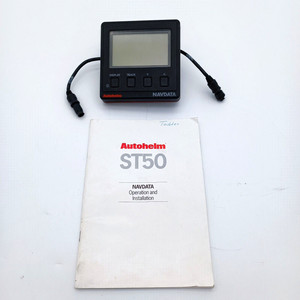 Autohelm
NAVDATA
Autohelm
ST50
NAVDATA
Operation and
Installation